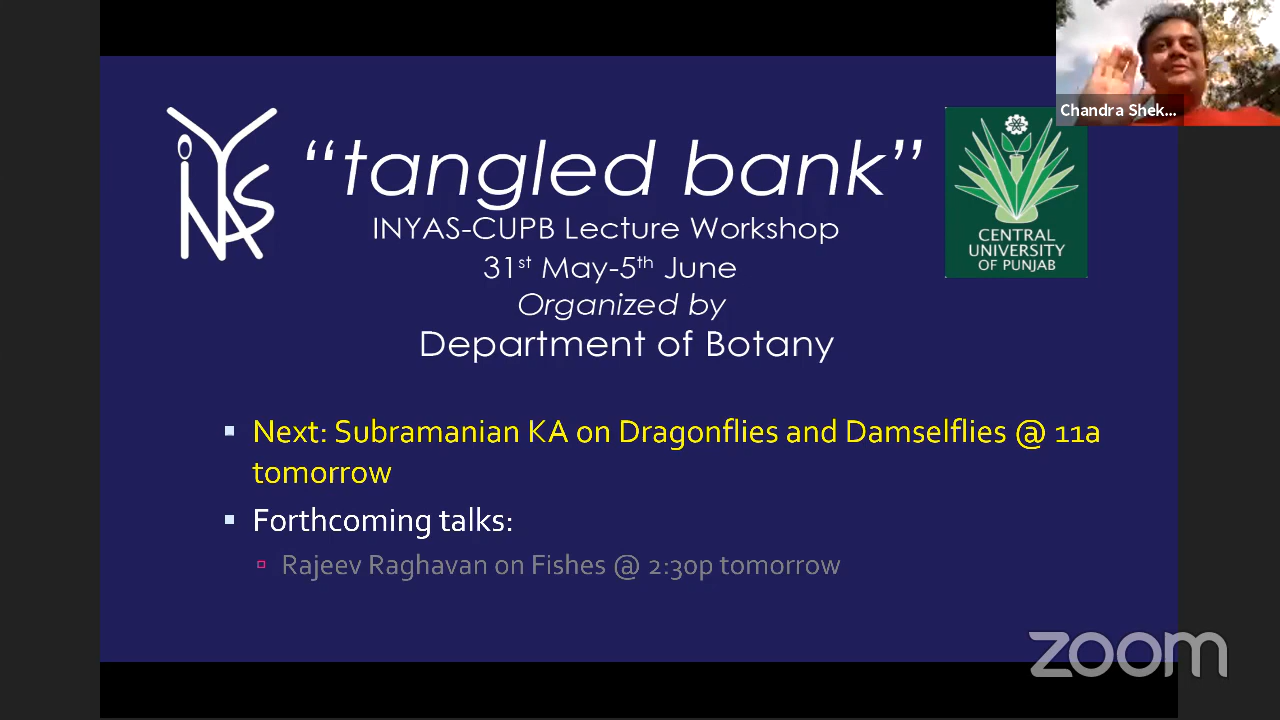 Chandra Shek...
INYAS
"tangled bank"
INYAS-CUPB Lecture Workshop
31st May-5th June
Organized by
Department of Botany
CENTRAL
UNIVERSITY
OF PUNJAB
▪ Next: Subramanian KA on Dragonflies and Damselflies @ 11a
tomorrow
▪ Forthcoming talks:
▫ Rajeev Raghavan on Fishes @ 2:30p tomorrow
zoom